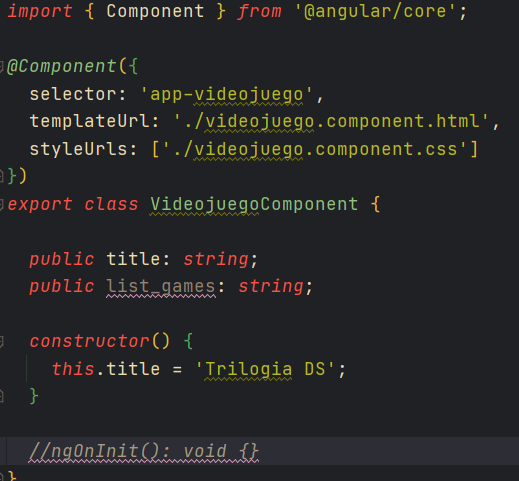 import { Component } from '@angular/core';
@Component({
selector: 'app-videojuego',
templateUrl: './videojuego.component.html',
styleUrls: ['./videojuego.component.css']
})
export class VideojuegoComponent {
public title: string;
public list_games: string;
constructor() {
this.title = 'Trilogia DS';
}
//ngOnInit(): void {}
}